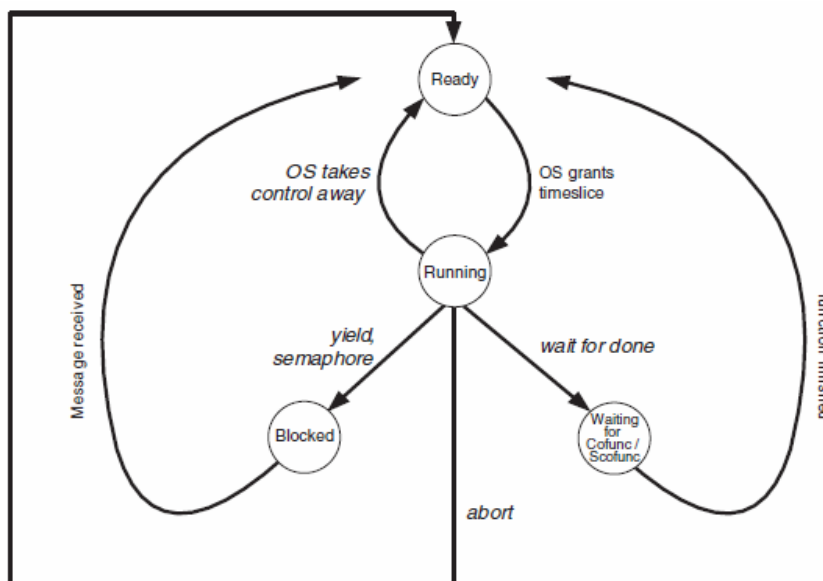 Ready
OS takes
control away
OS grants
timeslice
Running
Message received
yield,
semaphore
wait for done
Blocked
Waiting
for
Cofunc /
Scofunc
abort